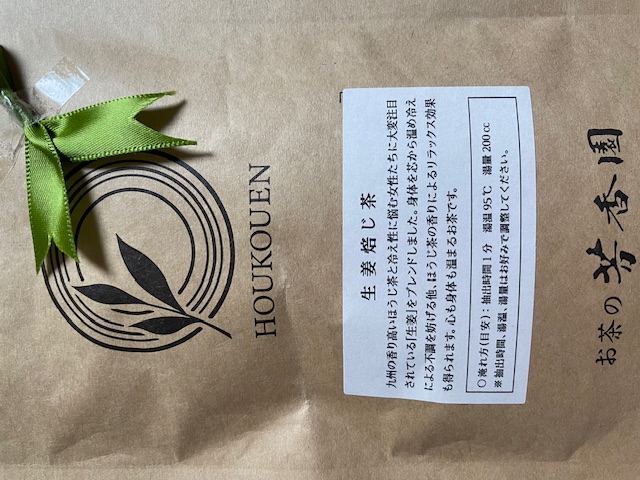 HOUKOUEN
生姜焙じ茶
九州の香り高いほうじ茶と冷え性に悩む女性たちに大変注目
されている「生姜」をブレンドしました。身体を芯から温め冷え
による不調を妨げる他、ほうじ茶の香りによるリラックス効果
も得られます。心も身体も温まるお茶です。
○淹れ方(目安):抽出時間1分 湯温95℃ 湯量200cc
※抽出時間、湯温、湯量はお好みで調整してください。
お茶の芳香園